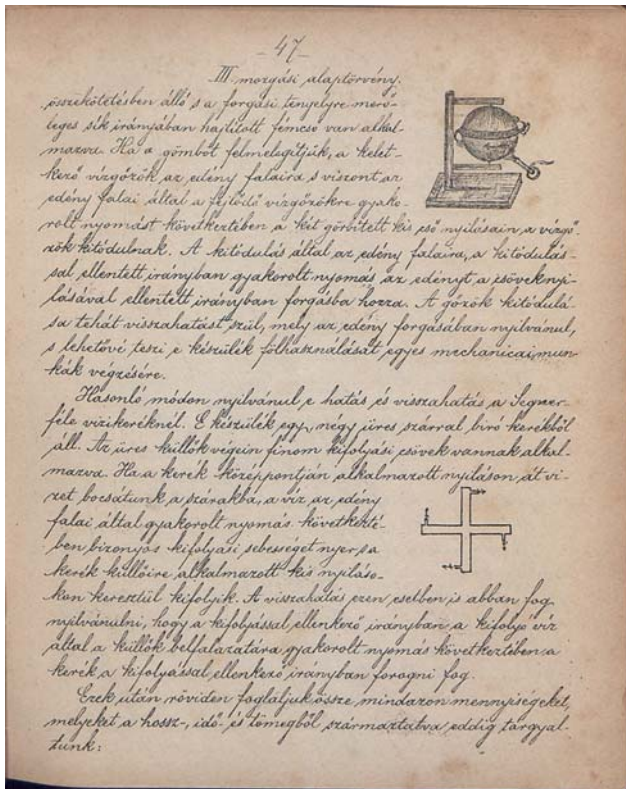 - 47 -
III. mozgási alaptörvény.
összeköttetésben álló s a forgási tengelyre merő-
leges sík irányában hajlított fémcső van alkal-
mazva. Ha a gömböt felmelegítjük, a kelet-
kező vízgőzök az edény falaira s viszont az
edény falai által a fejlődő vízgőzökre gyako-
rolt nyomást következtében a két görbített kis cső nyilásain a vízgő-
zök kitódulnak. A kitódulás által az edény falaira, a kitódulás-
sal ellentett irányban gyakorolt nyomás az edényt a csövek nyi-
lásával ellentett irányban forgásba hozza. A gőzök kitódulá-
sa tehát visszahatást szül, mely az edény forgásában nyilvánul,
s lehetővé teszi e készülék fölhasználását egyes mechanicai mun-
kák végzésére.
Hasonló módon nyilvánul e hatás és visszahatás a Segner-
féle vizikeréknél. E készülék egy, négy üres szárral biró kerékből
áll. Az üres küllők végein finom kifolyási csövek vannak alkal-
mazva. Ha a kerék középpontján alkalmazott nyiláson át vi-
zet bocsátunk a szárakba, a víz az edény
falai által gyakorolt nyomás következté-
ben bizonyos kifolyási sebességet nyer s a
kerék küllőire alkalmazott kis nyiláso-
kon keresztül kifolyik. A visszahatás ezen esetben is abban fog
nyilvánulni, hogy a kifolyással ellenkező irányban a kifolyó víz
által a küllők belfalazatára gyakorolt nyomás következtében a
kerék a kifolyással ellenkező irányban forogni fog.
Ezek után röviden foglaljuk össze mindazon mennyiségeket,
melyeket a hossz-, idő- és tömegből származtatva eddig tárgyal-
tunk: